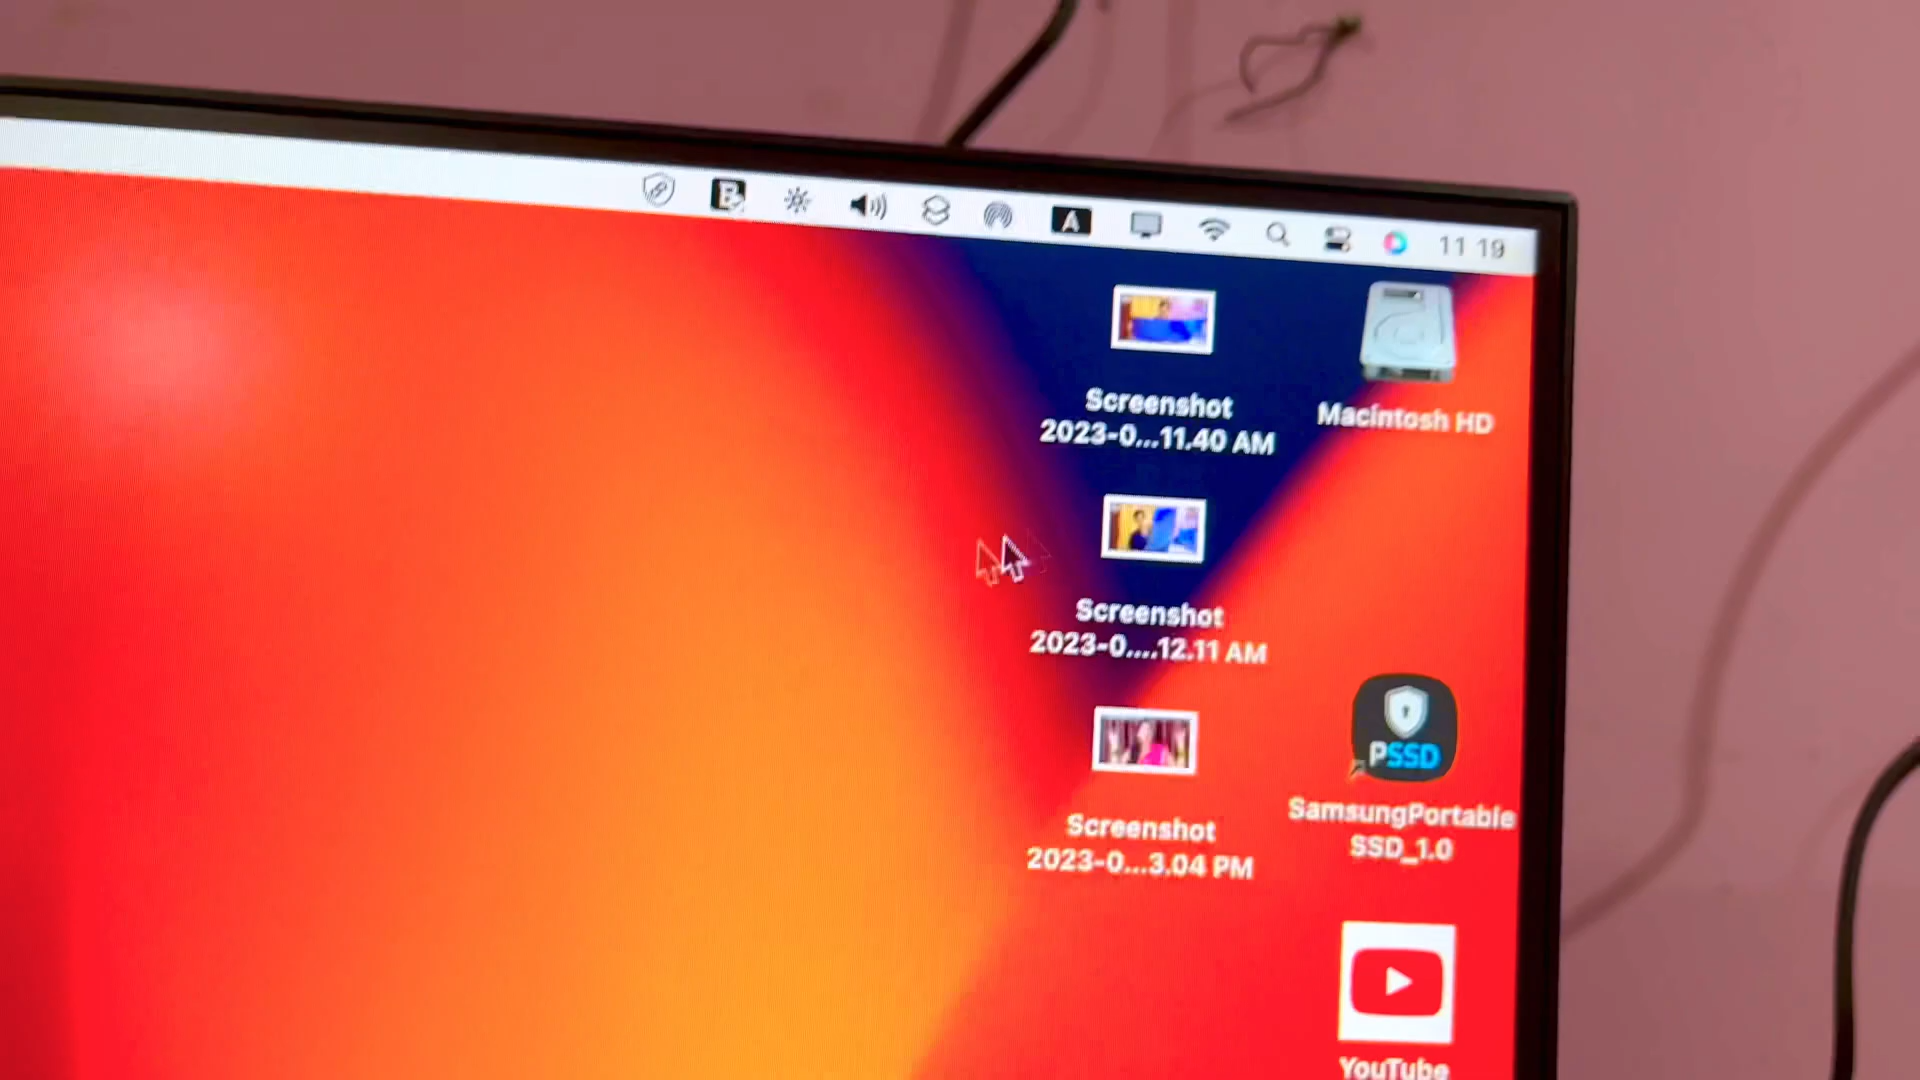 A
11 19
Screenshot
2023-0...11.40 AM
Macintosh HD
Screenshot
2023-0....12.11 AM
Screenshot
2023-0...3.04 PM
PSSD
SamsungPortable
SSD_1.0
YouTube